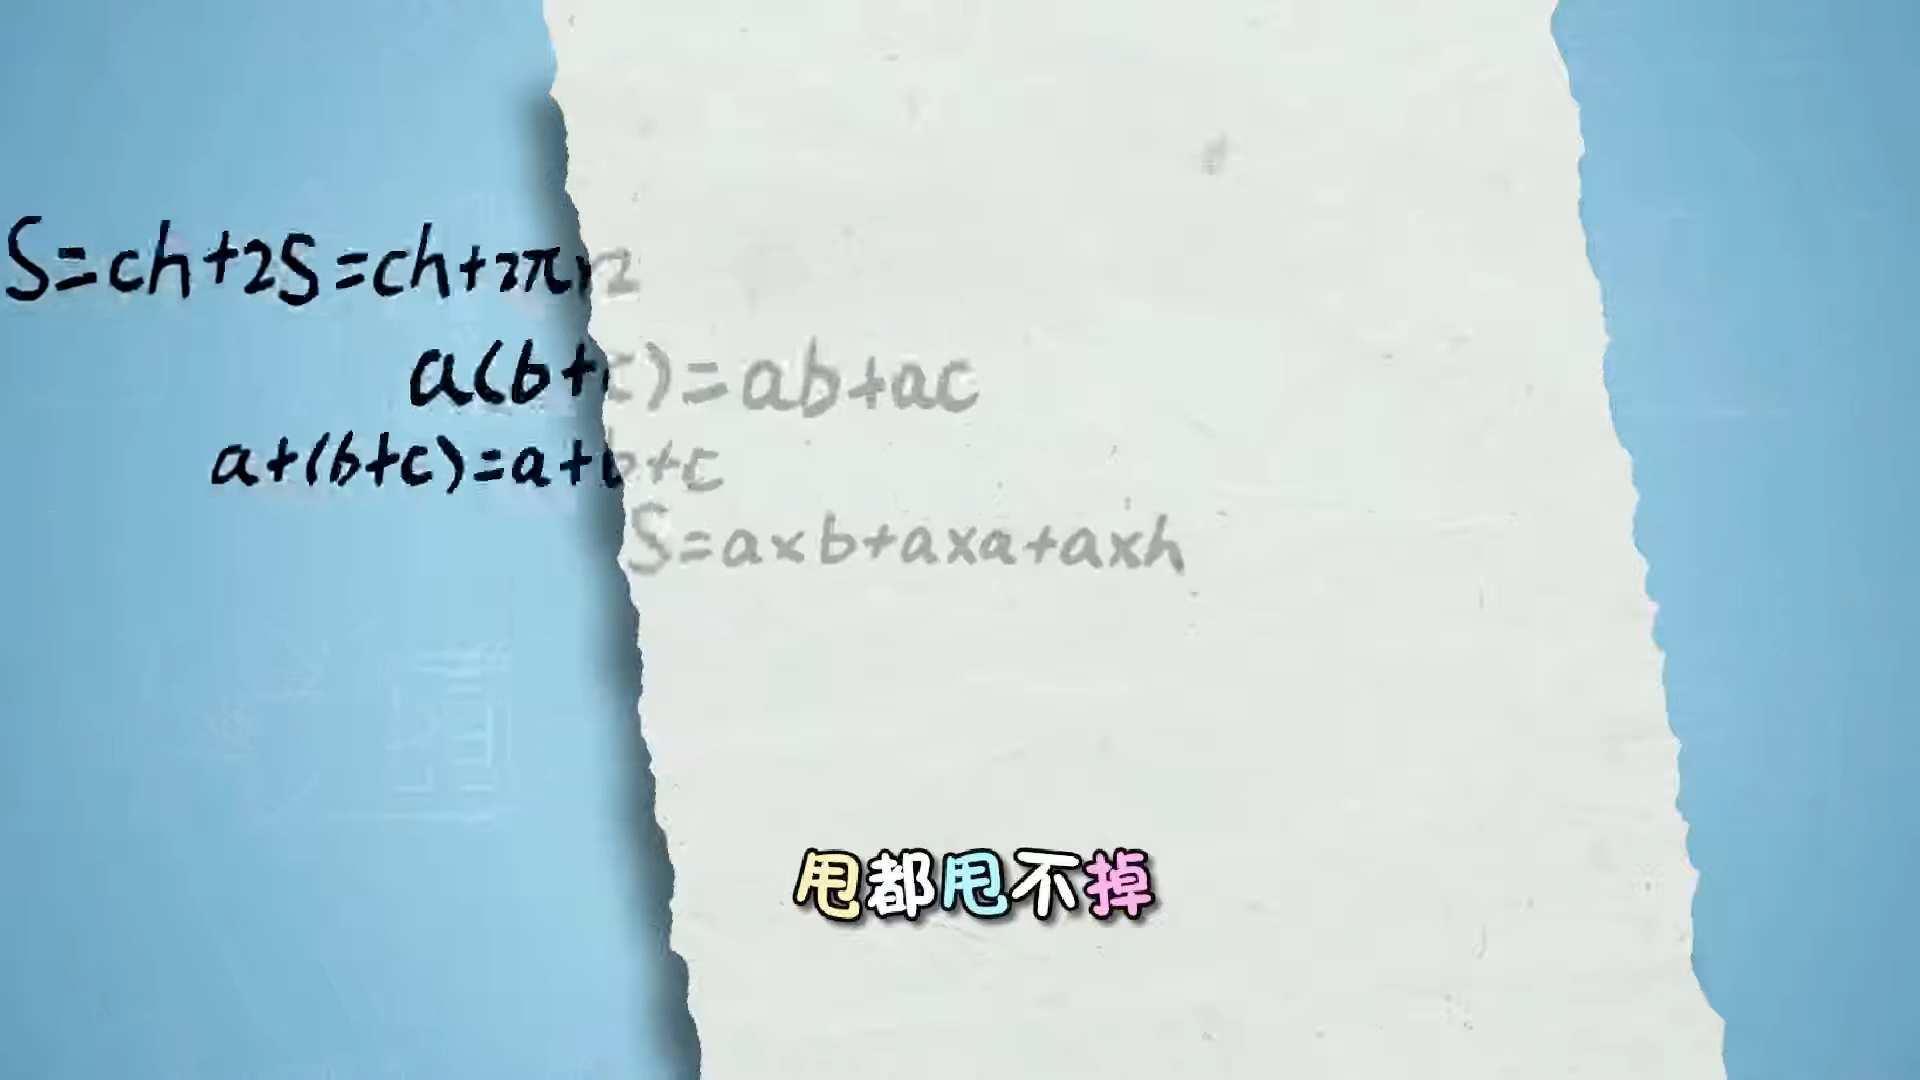 S=ch+2S=ch+2πr2
a(b+c)=ab+ac
a+(b+c)=a+b+c
S=a×b+a×a+a×h
甩都甩不掉